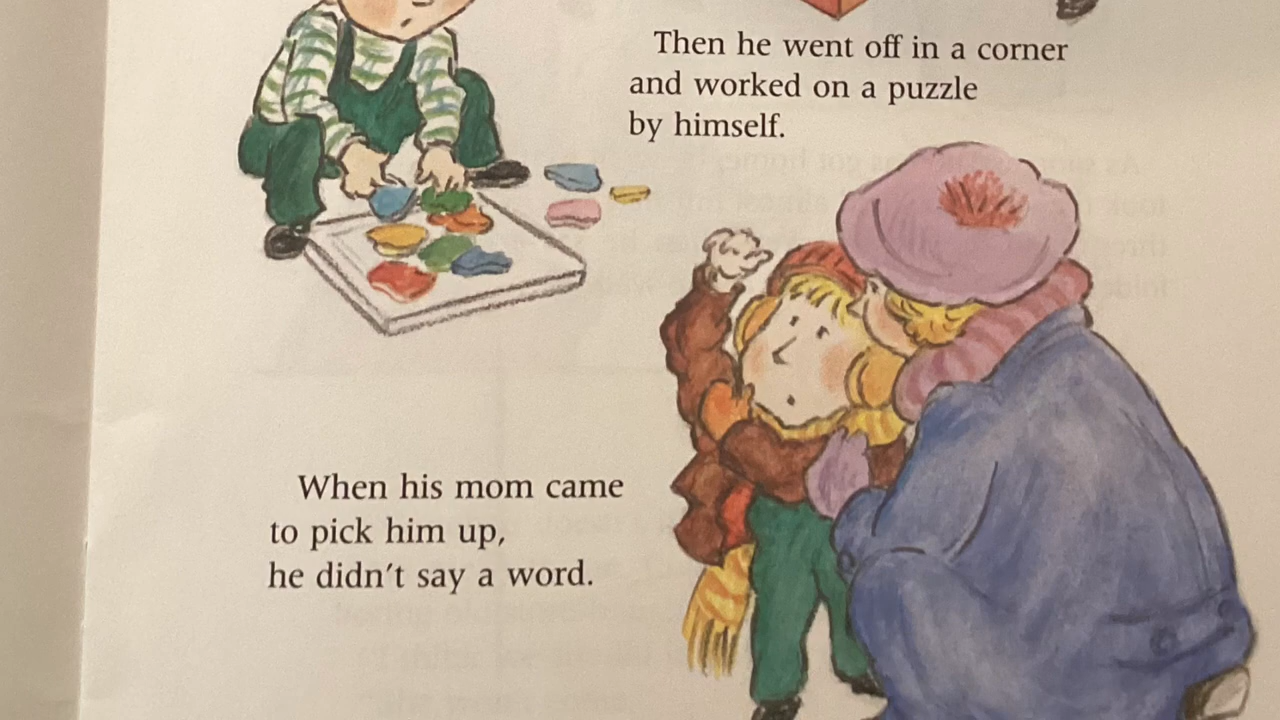 Then he went off in a corner
and worked on a puzzle
by himself.
When his mom came
to pick him up,
he didn't say a word.